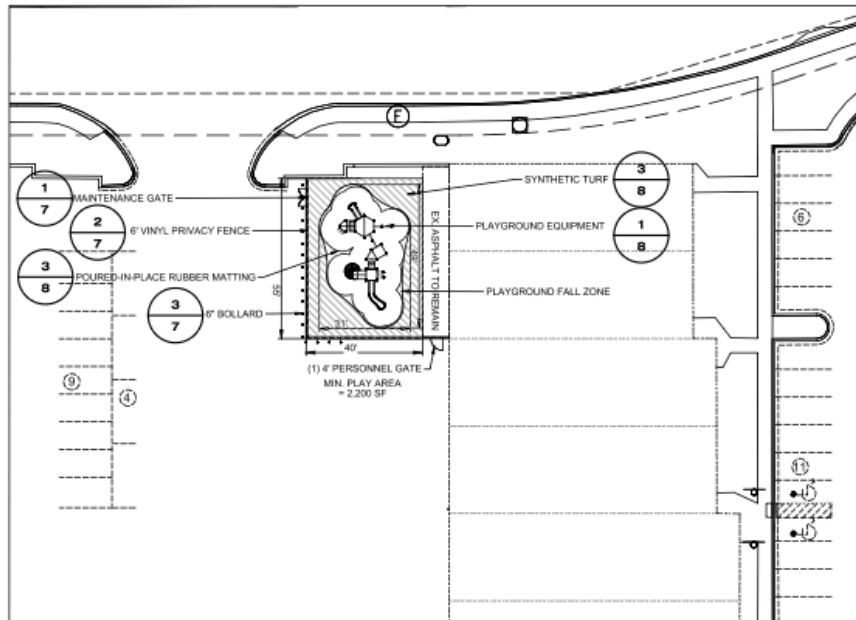 E
1
7
MAINTENANCE GATE
2
7
6' VINYL PRIVACY FENCE
3
8
POURED-IN-PLACE RUBBER MATTING
3
7
6" BOLLARD
SYNTHETIC TURF
3
8
PLAYGROUND EQUIPMENT
1
8
PLAYGROUND FALL ZONE
EX ASPHALT TO REMAIN
55'
49'
31'
40'
(1) 4' PERSONNEL GATE
MIN. PLAY AREA
= 2,200 SF
9
4
6
11